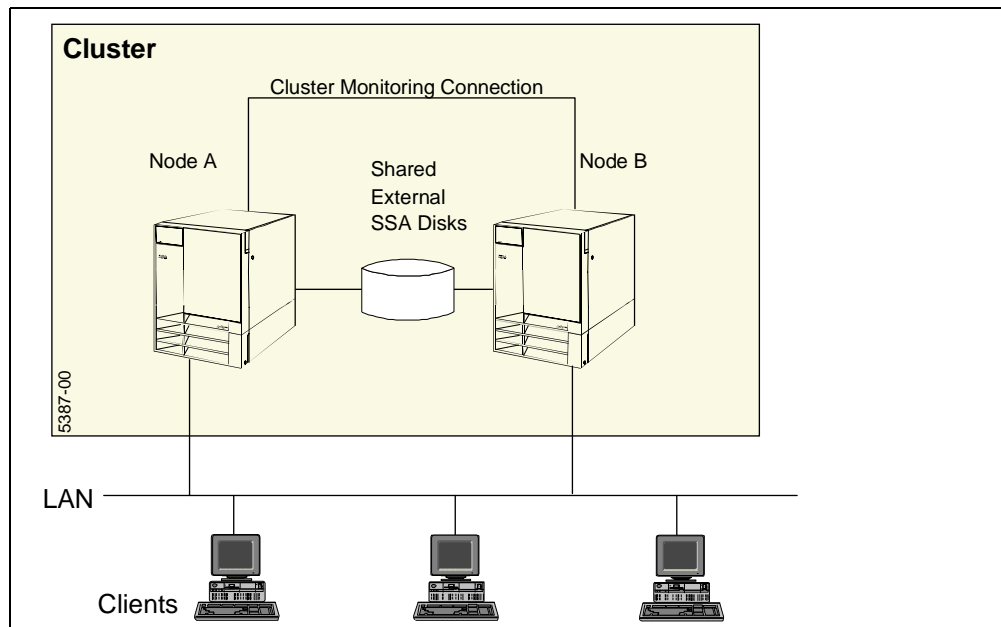 Cluster
Cluster Monitoring Connection
Node A
Shared
External
SSA Disks
Node B
5387-00
LAN
Clients